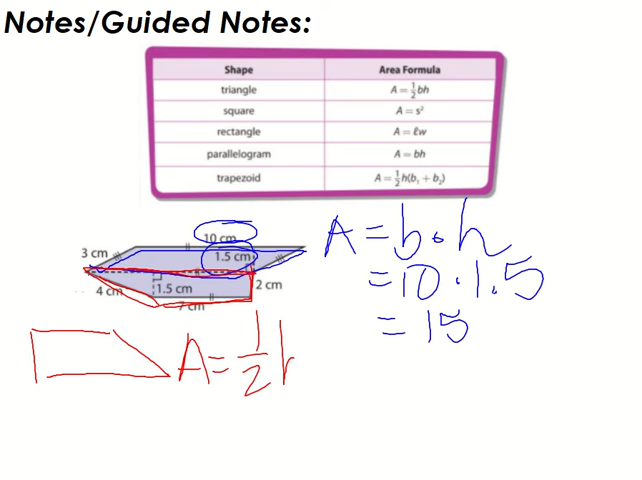 Notes/Guided Notes:
Shape Area Formula
triangle A = ½bh
square A = s²
rectangle A = ℓw
parallelogram A = bh
trapezoid A = ½h(b₁ + b₂)
10 cm
3 cm
1.5 cm
4 cm
1.5 cm
2 cm
7 cm
A = b • h
= 10 · 1.5
= 15
A = ½ h